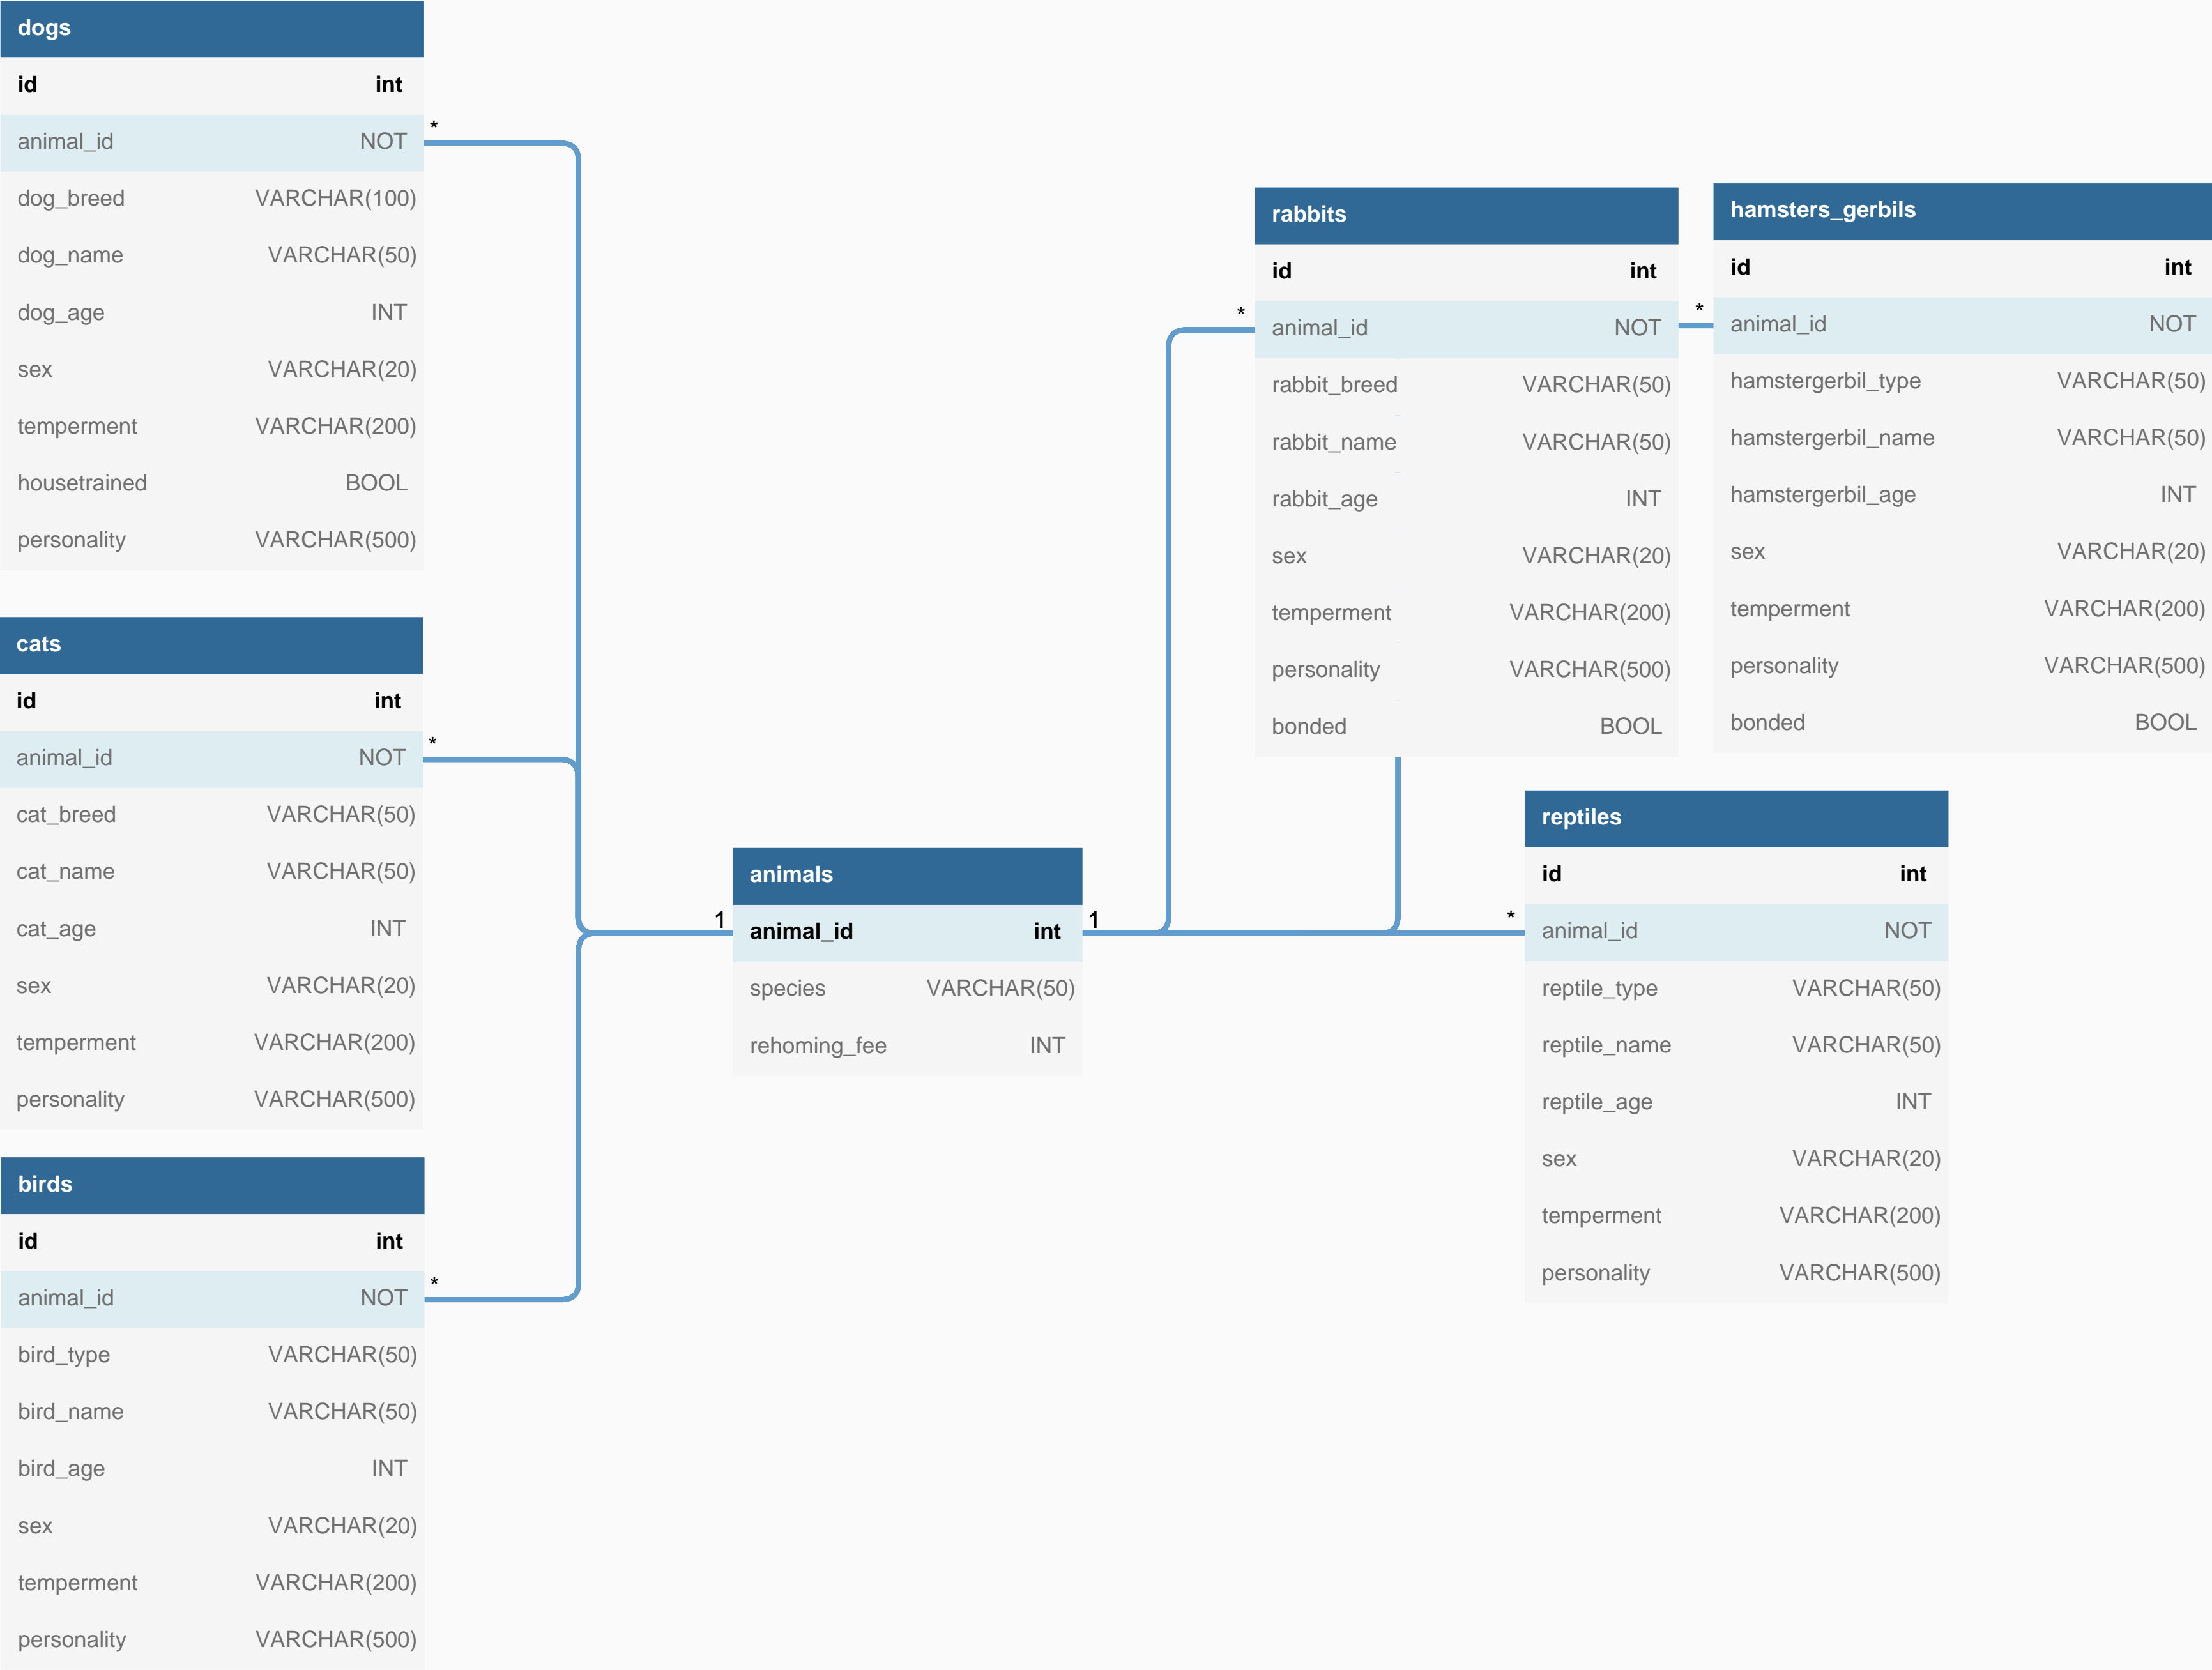 dogs
id int
animal_id NOT
*
dog_breed VARCHAR(100)
dog_name VARCHAR(50)
dog_age INT
sex VARCHAR(20)
temperment VARCHAR(200)
housetrained BOOL
personality VARCHAR(500)
cats
id int
animal_id NOT
*
cat_breed VARCHAR(50)
cat_name VARCHAR(50)
cat_age INT
sex VARCHAR(20)
temperment VARCHAR(200)
personality VARCHAR(500)
birds
id int
animal_id NOT
*
bird_type VARCHAR(50)
bird_name VARCHAR(50)
bird_age INT
sex VARCHAR(20)
temperment VARCHAR(200)
personality VARCHAR(500)
animals
1
animal_id int
1
species VARCHAR(50)
rehoming_fee INT
rabbits
id int
*
animal_id NOT
rabbit_breed VARCHAR(50)
rabbit_name VARCHAR(50)
rabbit_age INT
sex VARCHAR(20)
temperment VARCHAR(200)
personality VARCHAR(500)
bonded BOOL
hamsters_gerbils
id int
*
animal_id NOT
hamstergerbil_type VARCHAR(50)
hamstergerbil_name VARCHAR(50)
hamstergerbil_age INT
sex VARCHAR(20)
temperment VARCHAR(200)
personality VARCHAR(500)
bonded BOOL
reptiles
id int
*
animal_id NOT
reptile_type VARCHAR(50)
reptile_name VARCHAR(50)
reptile_age INT
sex VARCHAR(20)
temperment VARCHAR(200)
personality VARCHAR(500)